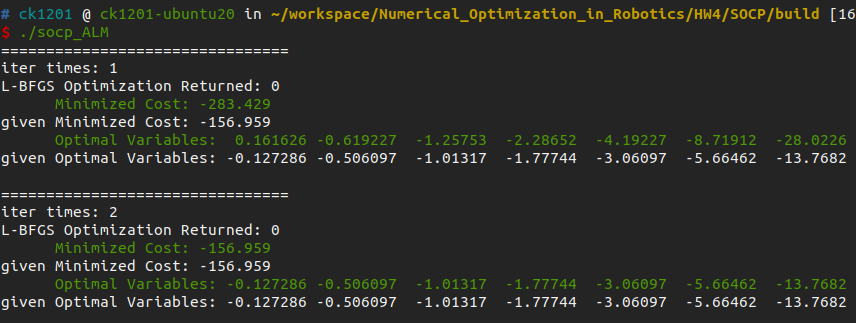 # ck1201 @ ck1201-ubuntu20 in ~/workspace/Numerical_Optimization_in_Robotics/HW4/SOCP/build [16
$ ./socp_ALM
================================
iter times: 1
L-BFGS Optimization Returned: 0
      Minimized Cost: -283.429
given Minimized Cost: -156.959
      Optimal Variables:  0.161626 -0.619227  -1.25753  -2.28652  -4.19227  -8.71912  -28.0226
given Optimal Variables: -0.127286 -0.506097  -1.01317  -1.77744  -3.06097  -5.66462  -13.7682

================================
iter times: 2
L-BFGS Optimization Returned: 0
      Minimized Cost: -156.959
given Minimized Cost: -156.959
      Optimal Variables: -0.127286 -0.506097  -1.01317  -1.77744  -3.06097  -5.66462  -13.7682
given Optimal Variables: -0.127286 -0.506097  -1.01317  -1.77744  -3.06097  -5.66462  -13.7682